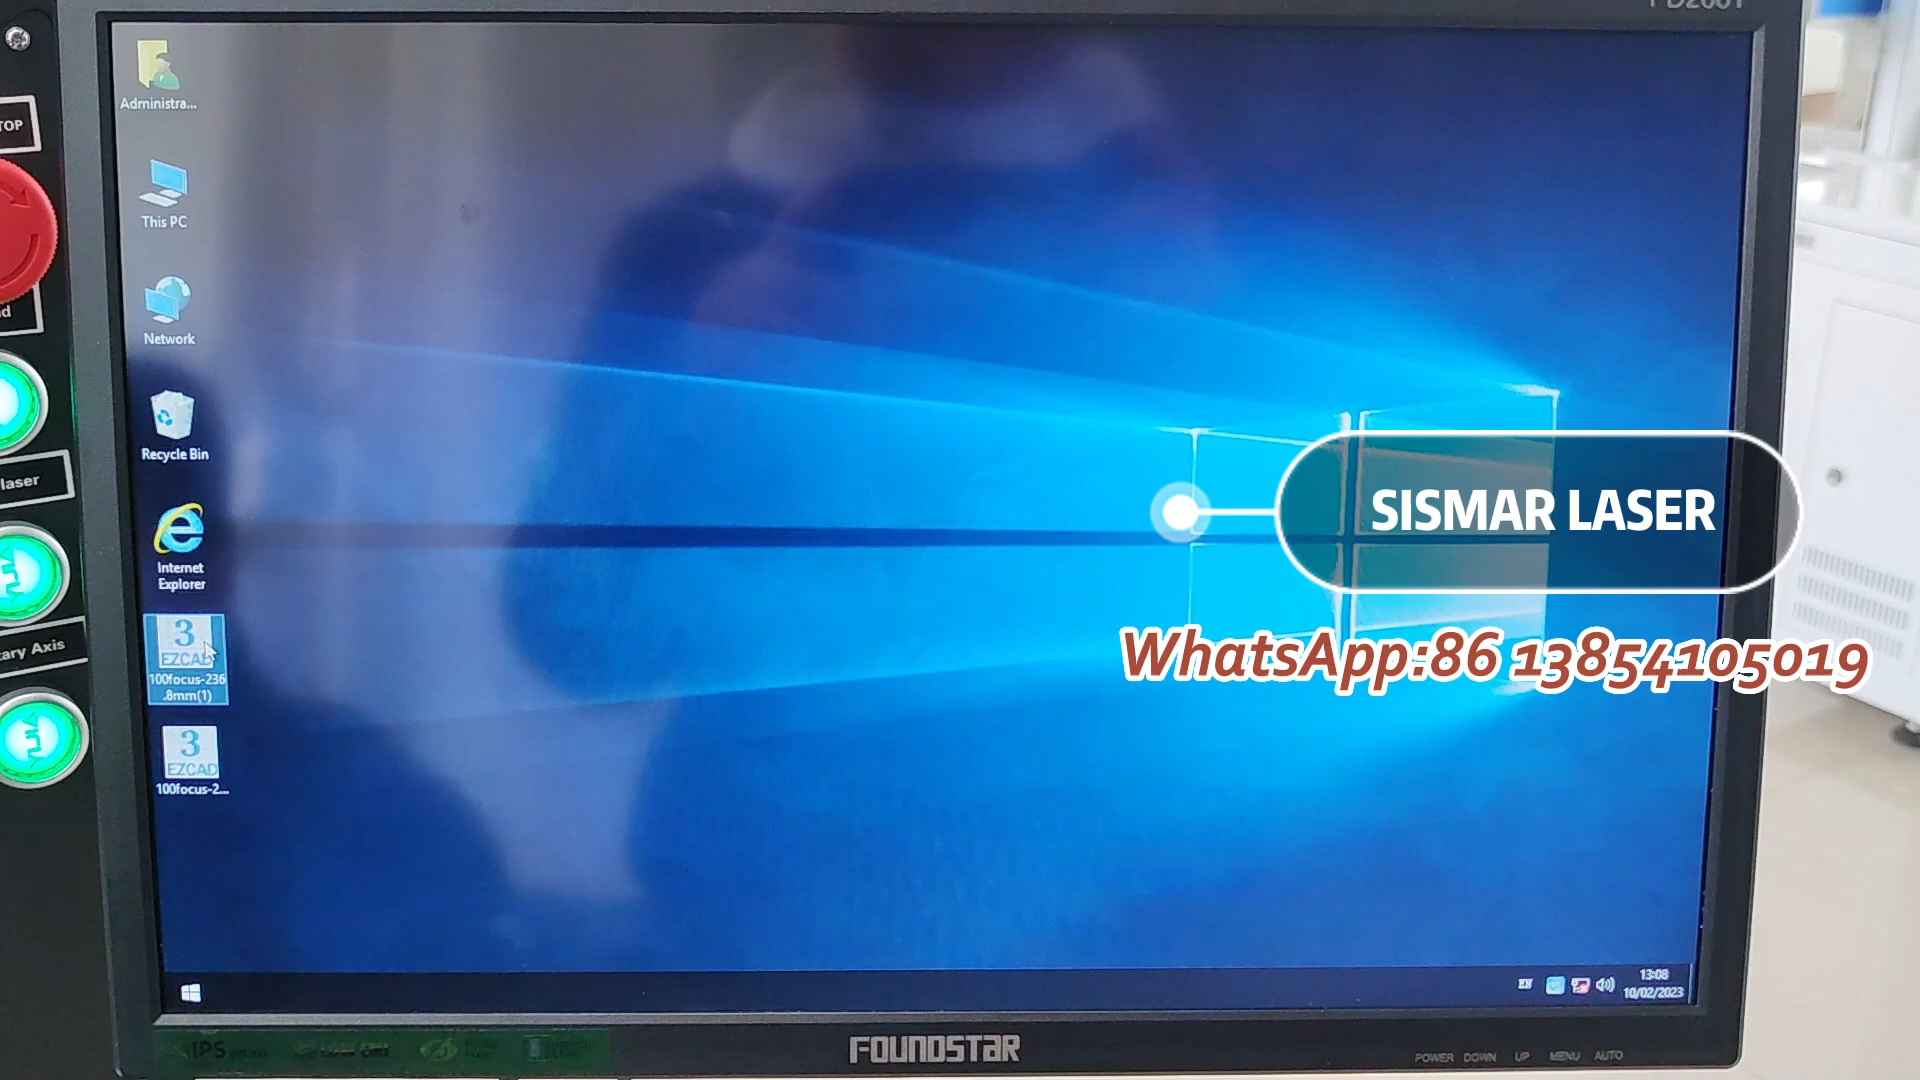 TOP
laser
ary Axis
Administra...
This PC
Network
Recycle Bin
Internet
Explorer
3
EZCAD
100focus-236
.8mm(1)
3
EZCAD
100focus-2...
SISMAR LASER
WhatsApp:86 13854105019
EN
13:08
10/02/2023
IPS
FOUNDSTAR
POWER DOWN UP MENU AUTO